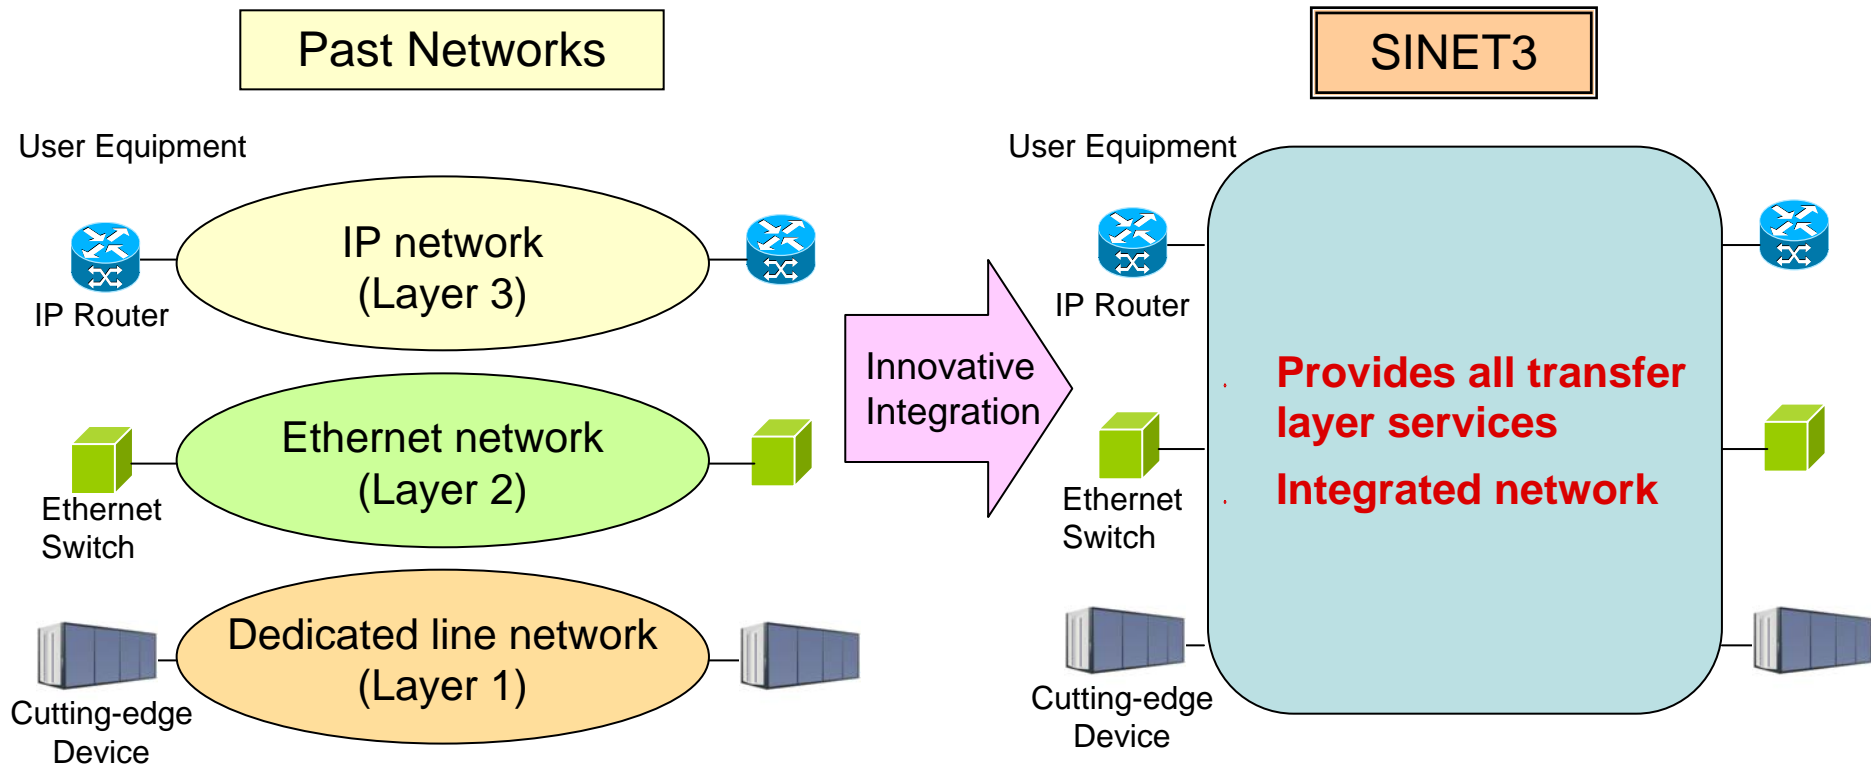 Past Networks
User Equipment
IP network
(Layer 3)
IP Router
Ethernet network
(Layer 2)
Ethernet
Switch
Dedicated line network
(Layer 1)
Cutting-edge
Device
Innovative
Integration
SINET3
User Equipment
IP Router
Ethernet
Switch
Cutting-edge
Device
. Provides all transfer
layer services
. Integrated network